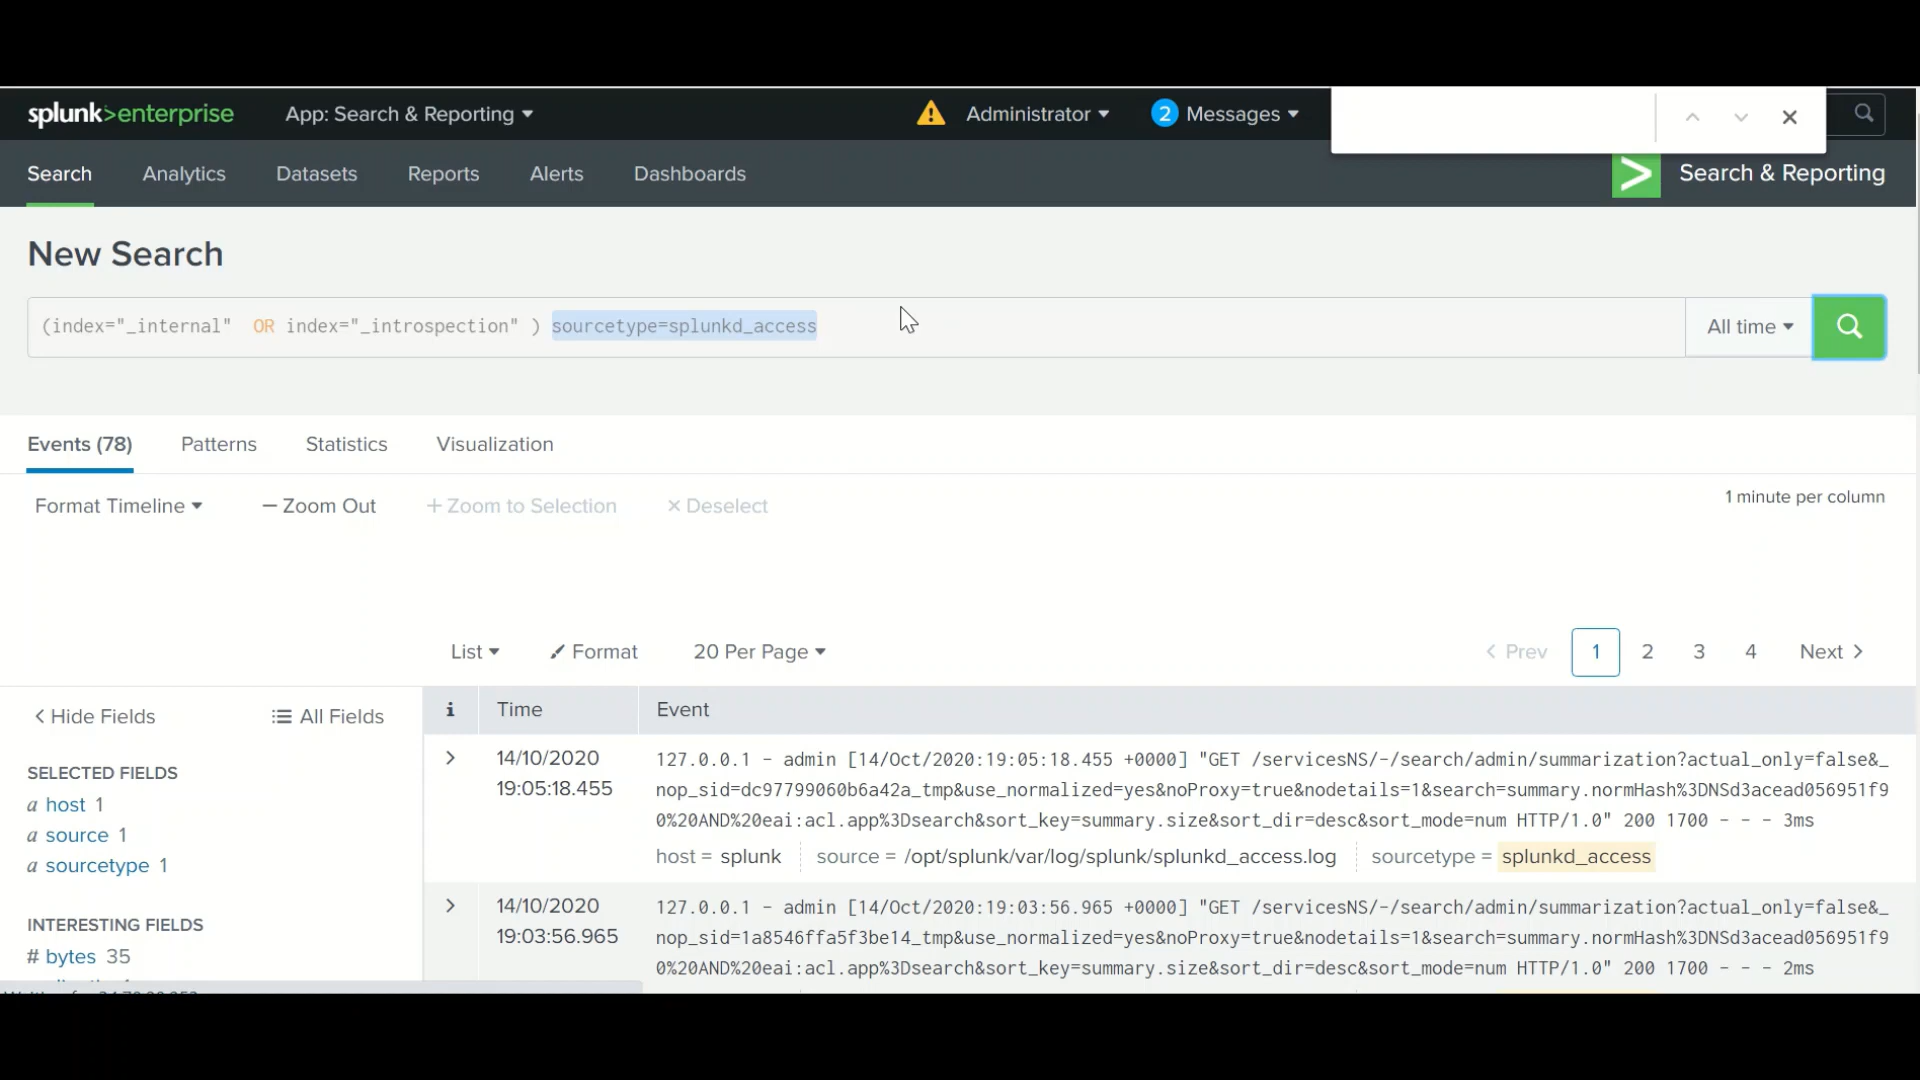 splunk>enterprise App: Search & Reporting Administrator 2 Messages
Search Analytics Datasets Reports Alerts Dashboards Search & Reporting
New Search
(index="_internal" OR index="_introspection" ) sourcetype=splunkd_access All time
Events (78) Patterns Statistics Visualization
Format Timeline — Zoom Out + Zoom to Selection × Deselect
1 minute per column
List Format 20 Per Page < Prev 1 2 3 4 Next >
< Hide Fields All Fields
i Time Event
SELECTED FIELDS
a host 1
a source 1
a sourcetype 1
INTERESTING FIELDS
# bytes 35
> 14/10/2020
19:05:18.455
127.0.0.1 - admin [14/Oct/2020:19:05:18.455 +0000] "GET /servicesNS/-/search/admin/summarization?actual_only=false&_
nop_sid=dc97799060b6a42a_tmp&use_normalized=yes&noProxy=true&nodetails=1&search=summary.normHash%3DNSd3acead056951f9
0%20AND%20eai:acl.app%3Dsearch&sort_key=summary.size&sort_dir=desc&sort_mode=num HTTP/1.0" 200 1700 - - - 3ms
host = splunk source = /opt/splunk/var/log/splunk/splunkd_access.log sourcetype = splunkd_access
> 14/10/2020
19:03:56.965
127.0.0.1 - admin [14/Oct/2020:19:03:56.965 +0000] "GET /servicesNS/-/search/admin/summarization?actual_only=false&_
nop_sid=1a8546ffa5f3be14_tmp&use_normalized=yes&noProxy=true&nodetails=1&search=summary.normHash%3DNSd3acead056951f9
0%20AND%20eai:acl.app%3Dsearch&sort_key=summary.size&sort_dir=desc&sort_mode=num HTTP/1.0" 200 1700 - - - 2ms